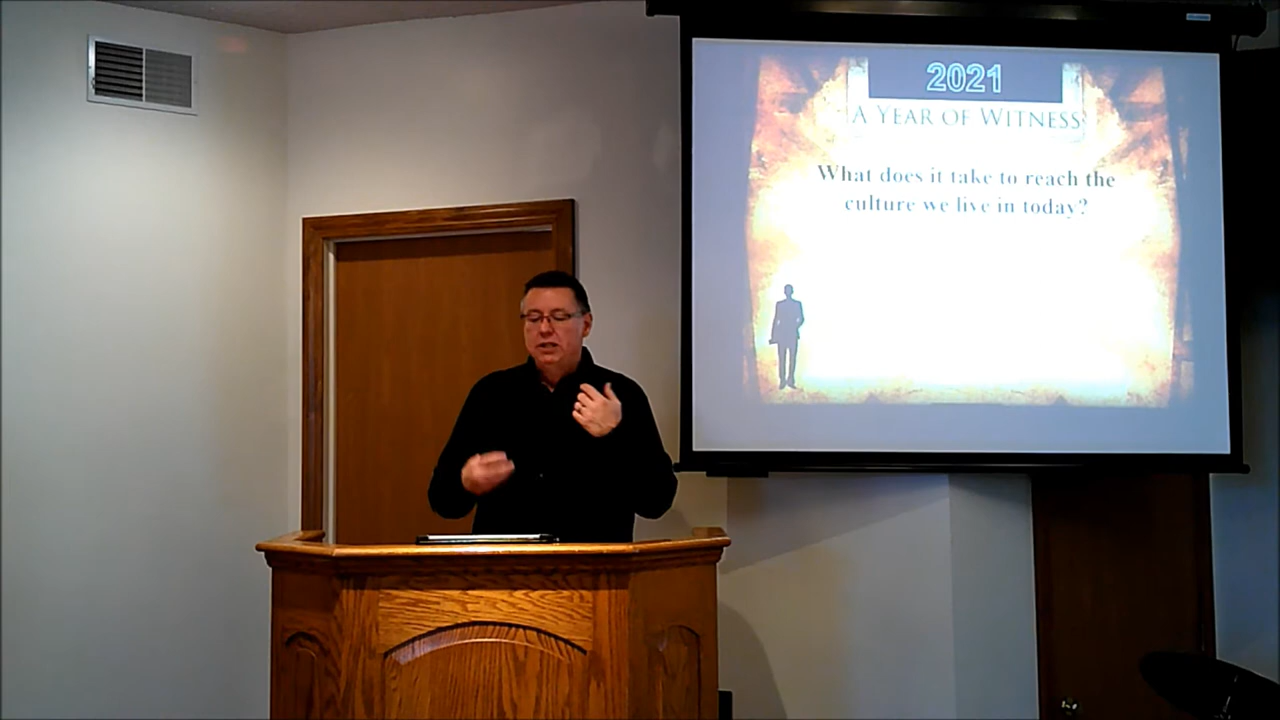 2021
A Year of Witness
What does it take to reach the
culture we live in today?